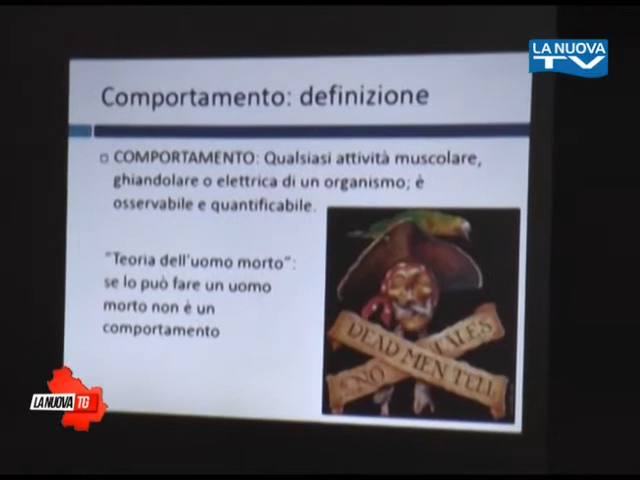 LA NUOVA
TV
Comportamento: definizione
COMPORTAMENTO: Qualsiasi attività muscolare,
ghiandolare o elettrica di un organismo; è
osservabile e quantificabile.
"Teoria dell'uomo morto":
se lo può fare un uomo
morto non è un
comportamento
DEAD MEN TELL
NO TALES
LA NUOVA TG